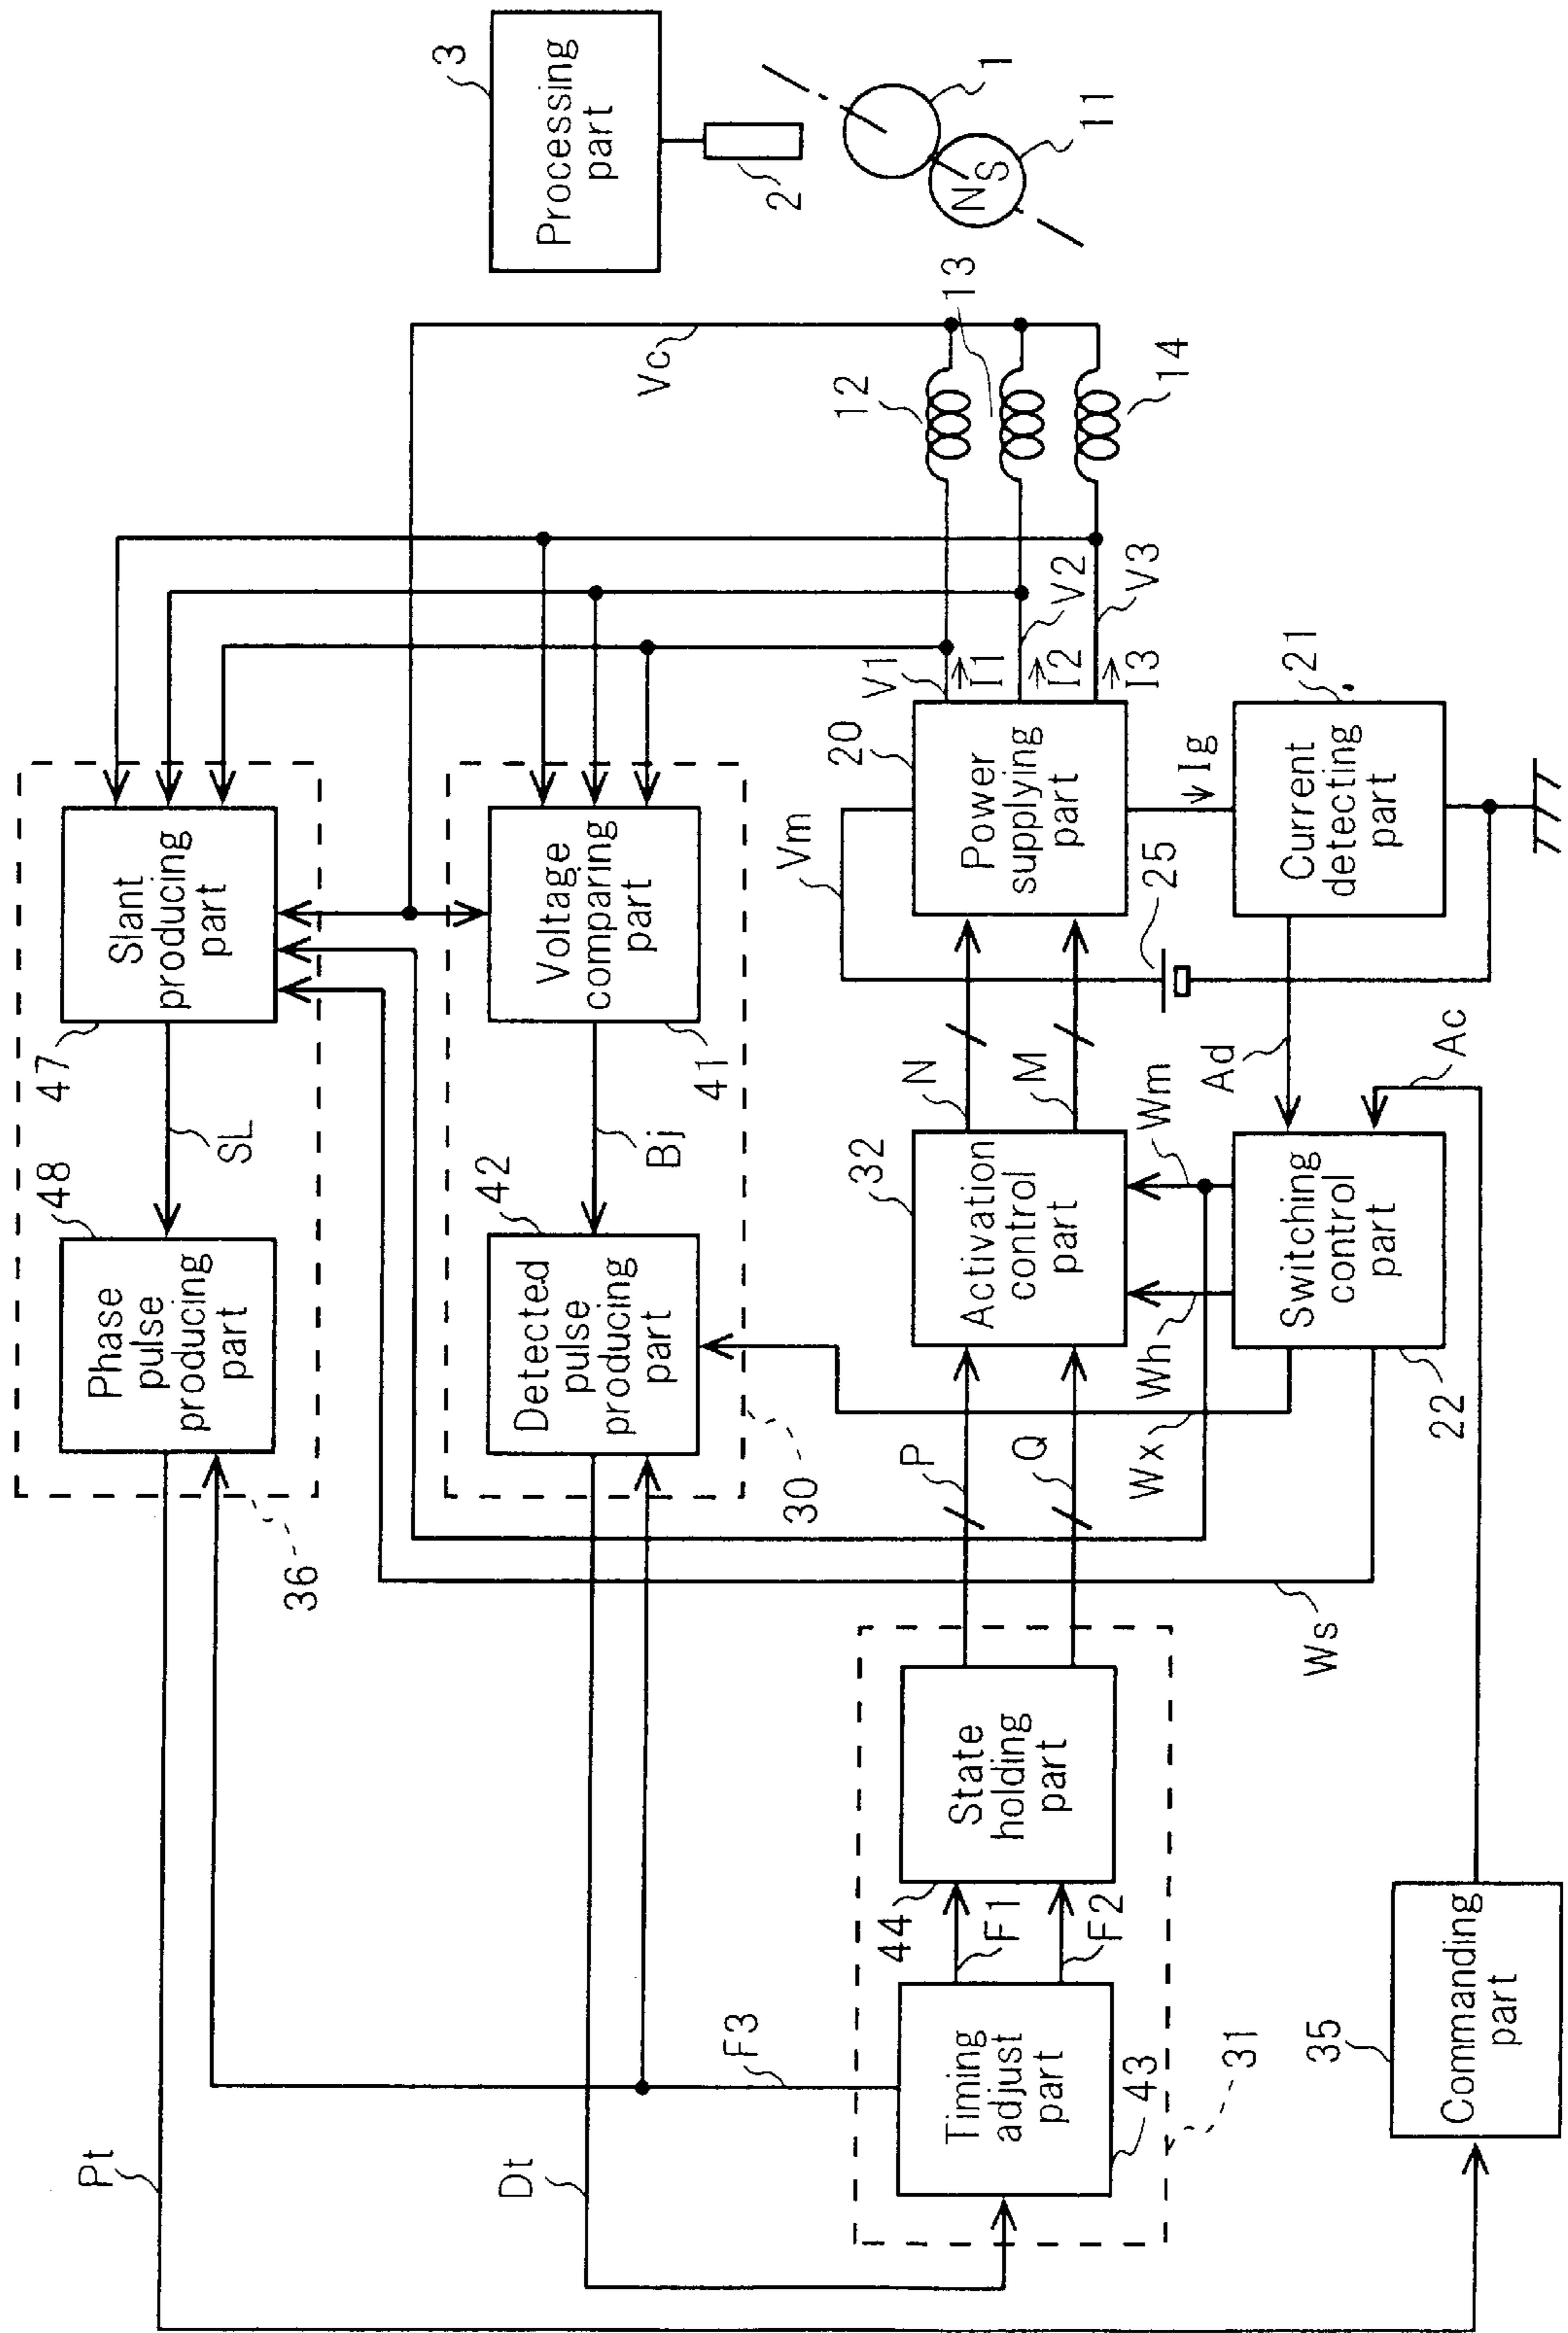 Pt
48
SL
47
Phase
pulse
producing
part
Slant
producing
part
36
Vc
3
Processing
part
2
1
N
S
11
Dt
42
Bj
41
Detected
pulse
producing
part
Voltage
comparing
part
30
F3
Vm
V1
12
13
14
44
P
32
N
20
I1
Timing
adjust
part
F1
State
holding
part
Activation
control
part
Power
supplying
part
V2
I2
V3
I3
F2
Q
M
43
31
Wx
Wh
Wm
25
Ig
21
35
Ws
22
Ad
Switching
control
part
Current
detecting
part
Commanding
part
Ac